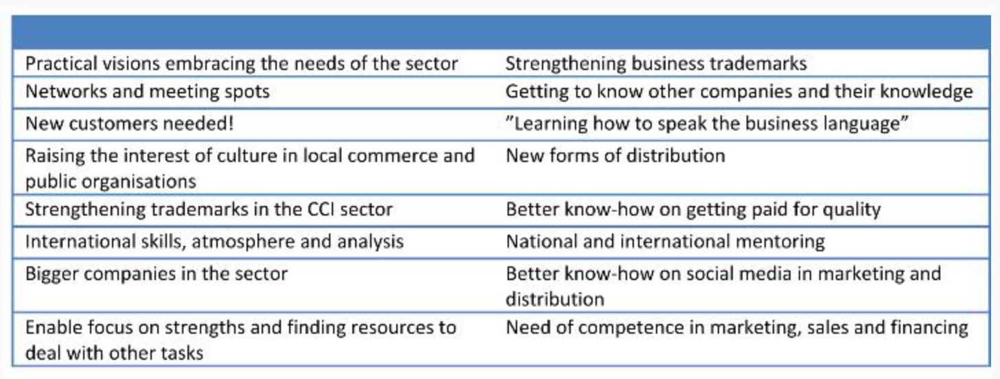 Practical visions embracing the needs of the sector
Strengthening business trademarks
Networks and meeting spots
Getting to know other companies and their knowledge
New customers needed!
”Learning how to speak the business language”
Raising the interest of culture in local commerce and
public organisations
New forms of distribution
Strengthening trademarks in the CCI sector
Better know-how on getting paid for quality
International skills, atmosphere and analysis
National and international mentoring
Bigger companies in the sector
Better know-how on social media in marketing and
distribution
Enable focus on strengths and finding resources to
deal with other tasks
Need of competence in marketing, sales and financing